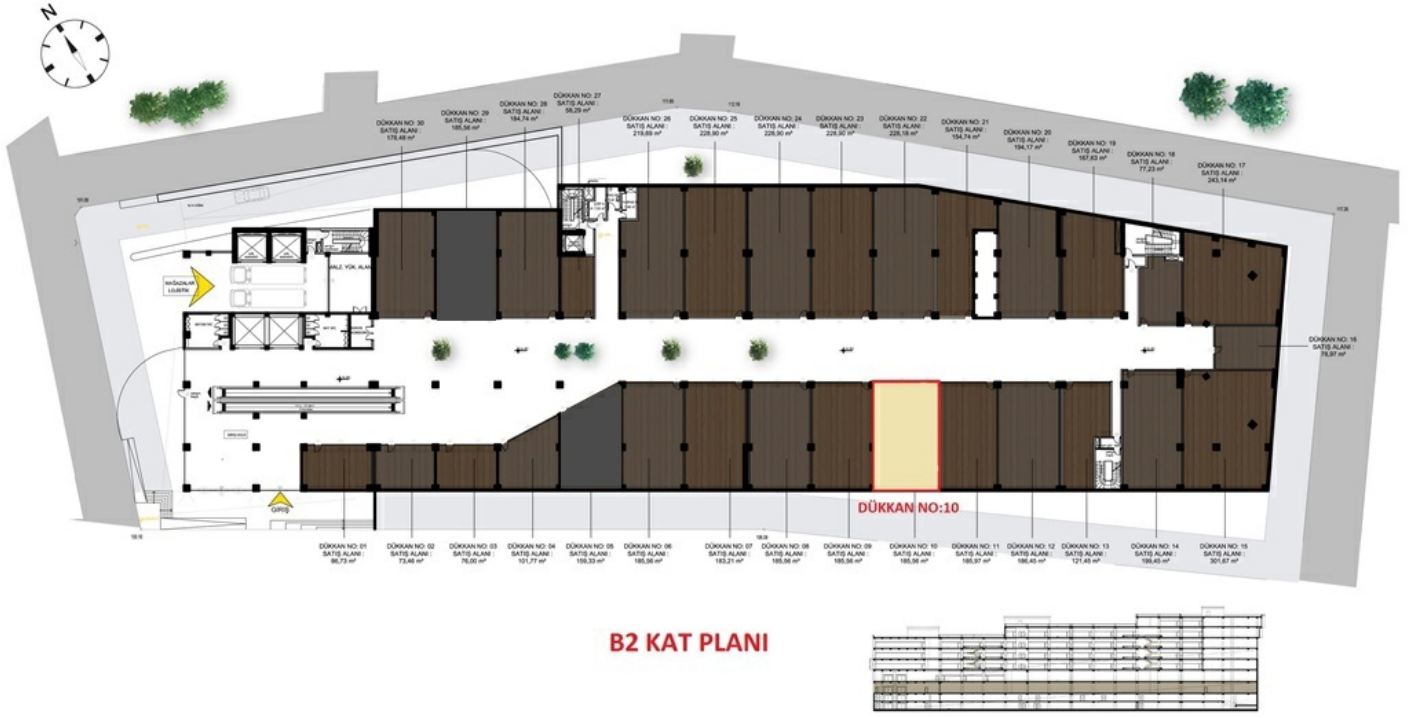 N
DÜKKAN NO: 30
SATIŞ ALANI :
178,48 m²
DÜKKAN NO: 29
SATIŞ ALANI :
185,56 m²
DÜKKAN NO: 28
SATIŞ ALANI :
184,74 m²
DÜKKAN NO: 27
SATIŞ ALANI :
58,29 m²
DÜKKAN NO: 26
SATIŞ ALANI :
219,69 m²
DÜKKAN NO: 25
SATIŞ ALANI :
228,90 m²
DÜKKAN NO: 24
SATIŞ ALANI :
228,90 m²
DÜKKAN NO: 23
SATIŞ ALANI :
228,90 m²
DÜKKAN NO: 22
SATIŞ ALANI :
228,18 m²
DÜKKAN NO: 21
SATIŞ ALANI :
154,74 m²
DÜKKAN NO: 20
SATIŞ ALANI :
194,17 m²
DÜKKAN NO: 19
SATIŞ ALANI :
167,63 m²
DÜKKAN NO: 18
SATIŞ ALANI :
77,23 m²
DÜKKAN NO: 17
SATIŞ ALANI :
243,14 m²
MALZ. YÜK. ALANI
MAĞAZALAR
LOJİSTİK
DÜKKAN NO: 16
SATIŞ ALANI :
78,97 m²
GİRİŞ
DÜKKAN NO:10
DÜKKAN NO: 01
SATIŞ ALANI :
86,73 m²
DÜKKAN NO: 02
SATIŞ ALANI :
73,46 m²
DÜKKAN NO: 03
SATIŞ ALANI :
76,00 m²
DÜKKAN NO: 04
SATIŞ ALANI :
101,77 m²
DÜKKAN NO: 05
SATIŞ ALANI :
159,33 m²
DÜKKAN NO: 06
SATIŞ ALANI :
185,56 m²
DÜKKAN NO: 07
SATIŞ ALANI :
183,21 m²
DÜKKAN NO: 08
SATIŞ ALANI :
185,56 m²
DÜKKAN NO: 09
SATIŞ ALANI :
185,56 m²
DÜKKAN NO: 10
SATIŞ ALANI :
185,56 m²
DÜKKAN NO: 11
SATIŞ ALANI :
185,97 m²
DÜKKAN NO: 12
SATIŞ ALANI :
186,45 m²
DÜKKAN NO: 13
SATIŞ ALANI :
121,45 m²
DÜKKAN NO: 14
SATIŞ ALANI :
199,45 m²
DÜKKAN NO: 15
SATIŞ ALANI :
301,67 m²
B2 KAT PLANI